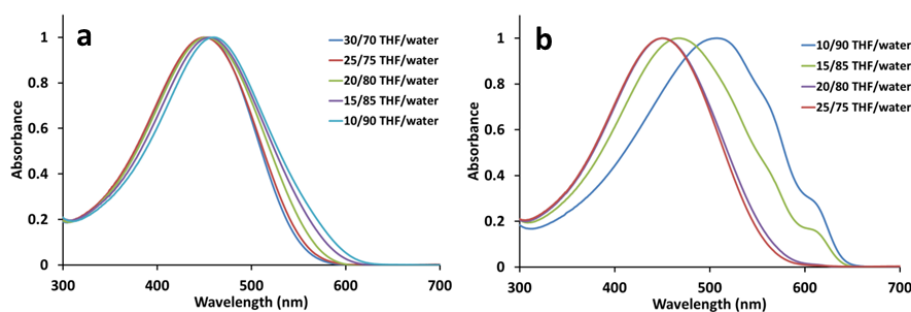 a
30/70 THF/water
25/75 THF/water
20/80 THF/water
15/85 THF/water
10/90 THF/water
1
0.8
0.6
0.4
0.2
0
Absorbance
300 400 500 600 700
Wavelength (nm)
b
10/90 THF/water
15/85 THF/water
20/80 THF/water
25/75 THF/water
1
0.8
0.6
0.4
0.2
0
Absorbance
300 400 500 600 700
Wavelength (nm)